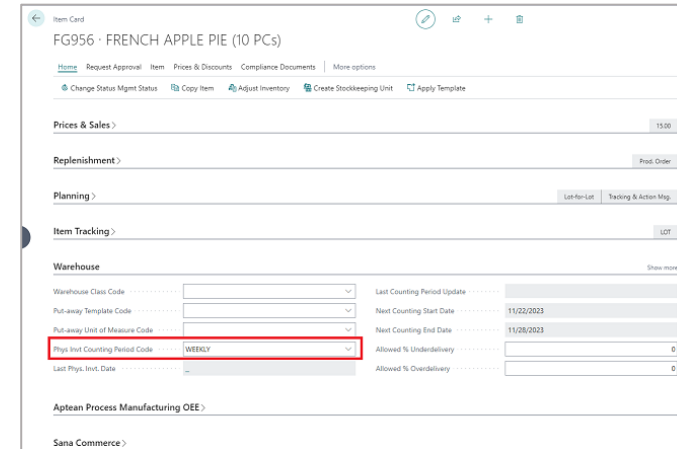 Item Card
FG956 · FRENCH APPLE PIE (10 PCs)
Home Request Approval Item Prices & Discounts Compliance Documents More options
Change Status Mgmt Status Copy Item Adjust Inventory Create Stockkeeping Unit Apply Template
Prices & Sales > 15.00
Replenishment > Prod. Order
Planning > Lot-for-Lot Tracking & Action Msg.
Item Tracking > LOT
Warehouse Show more
Warehouse Class Code Last Counting Period Update
Put-away Template Code Next Counting Start Date 11/22/2023
Put-away Unit of Measure Code Next Counting End Date 11/28/2023
Phys Invt Counting Period Code WEEKLY Allowed % Underdelivery 0
Last Phys. Invt. Date _ Allowed % Overdelivery 0
Aptean Process Manufacturing OEE >
Sana Commerce >